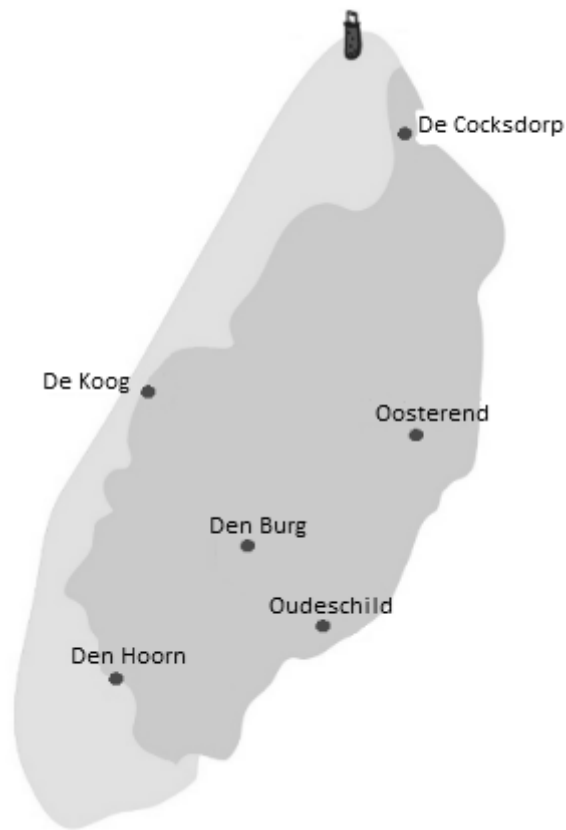 De Cocksdorp
De Koog
Oosterend
Den Burg
Oudeschild
Den Hoorn